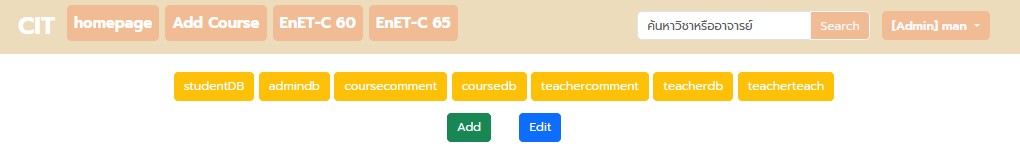 CIT homepage Add Course EnET-C 60 EnET-C 65 ค้นหาวิชาหรืออาจารย์ Search [Admin] man
studentDB admindb coursecomment coursedb teachercomment teacherdb teacherteach
Add Edit